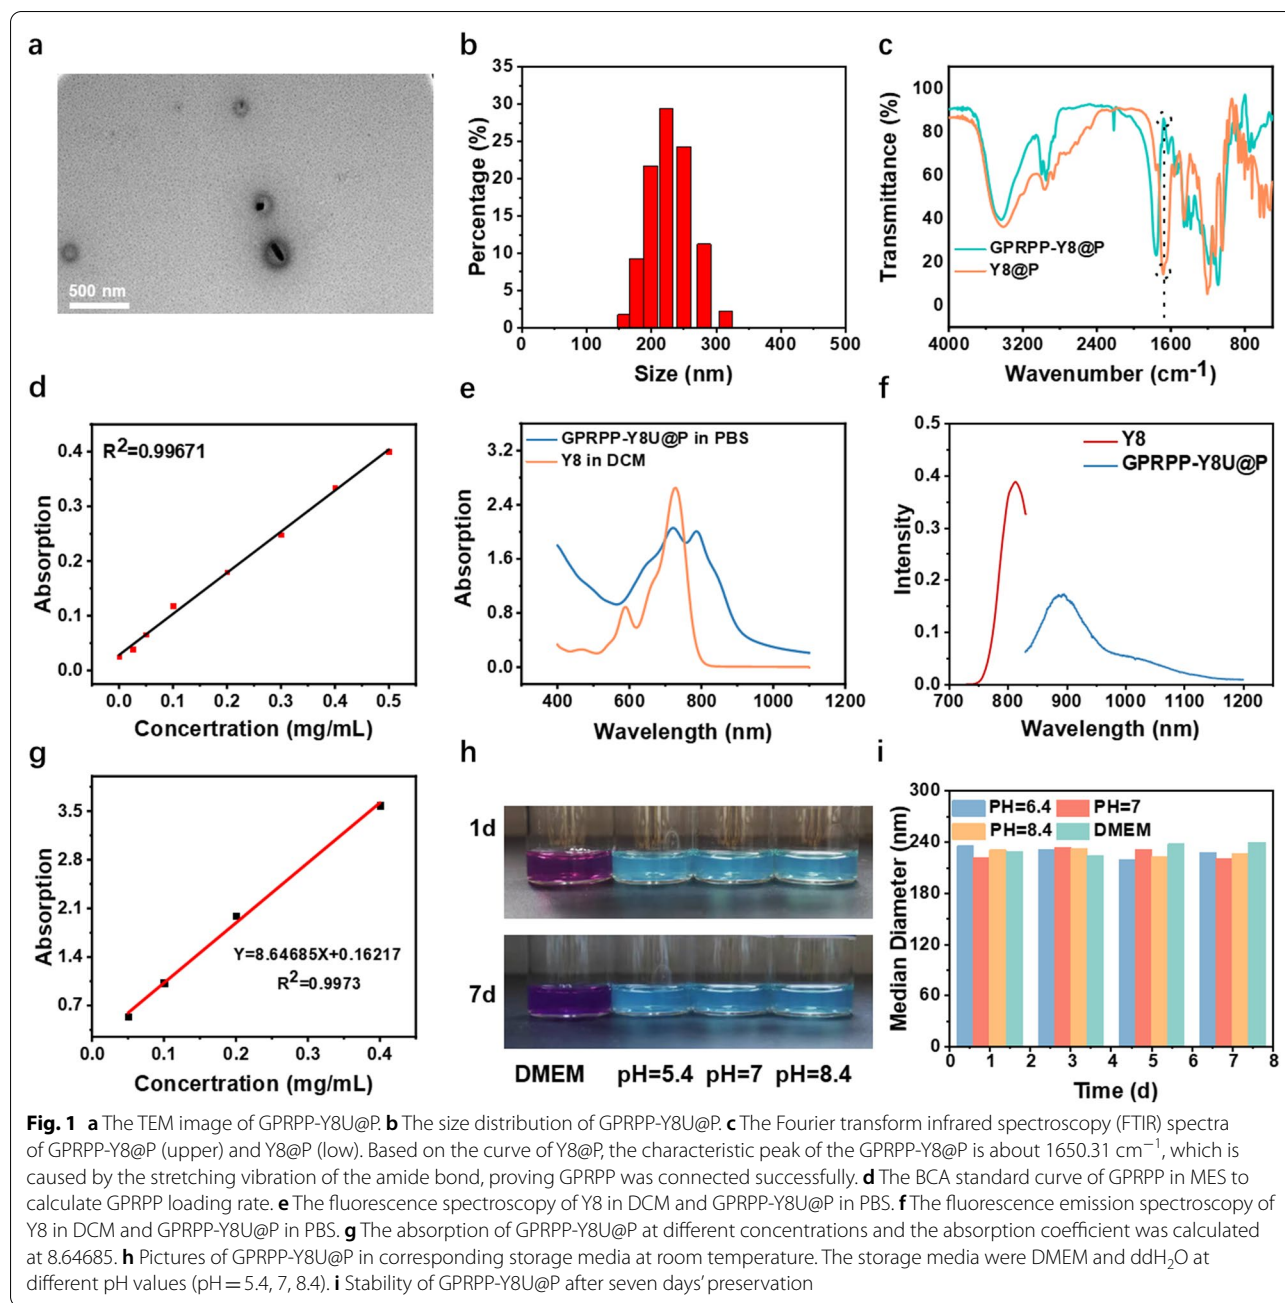 a
500 nm
b
35
30
25
20
15
10
5
0
Percentage (%)
0 100 200 300 400 500
Size (nm)
c
100
80
60
40
20
0
Transmittance (%)
GPRPP-Y8@P
Y8@P
4000 3200 2400 1600 800
Wavenumber (cm⁻¹)
d
R²=0.99671
0.4
0.3
0.2
0.1
0.0
Absorption
0.0 0.1 0.2 0.3 0.4 0.5
Concertration (mg/mL)
e
GPRPP-Y8U@P in PBS
Y8 in DCM
3.2
2.4
1.6
0.8
0.0
Absorption
400 600 800 1000 1200
Wavelength (nm)
f
Y8
GPRPP-Y8U@P
0.5
0.4
0.3
0.2
0.1
0.0
Intensity
700 800 900 1000 1100 1200
Wavelength (nm)
g
3.5
2.8
2.1
1.4
0.7
Absorption
Y=8.64685X+0.16217
R²=0.9973
0.0 0.1 0.2 0.3 0.4
Concertration (mg/mL)
h
1d
7d
DMEM pH=5.4 pH=7 pH=8.4
i
300
240
180
120
60
0
Median Diameter (nm)
PH=6.4 PH=7
PH=8.4 DMEM
0 1 2 3 4 5 6 7 8
Time (d)
Fig. 1 a The TEM image of GPRPP-Y8U@P. b The size distribution of GPRPP-Y8U@P. c The Fourier transform infrared spectroscopy (FTIR) spectra
of GPRPP-Y8@P (upper) and Y8@P (low). Based on the curve of Y8@P, the characteristic peak of the GPRPP-Y8@P is about 1650.31 cm⁻¹, which is
caused by the stretching vibration of the amide bond, proving GPRPP was connected successfully. d The BCA standard curve of GPRPP in MES to
calculate GPRPP loading rate. e The fluorescence spectroscopy of Y8 in DCM and GPRPP-Y8U@P in PBS. f The fluorescence emission spectroscopy of
Y8 in DCM and GPRPP-Y8U@P in PBS. g The absorption of GPRPP-Y8U@P at different concentrations and the absorption coefficient was calculated
at 8.64685. h Pictures of GPRPP-Y8U@P in corresponding storage media at room temperature. The storage media were DMEM and ddH₂O at
different pH values (pH = 5.4, 7, 8.4). i Stability of GPRPP-Y8U@P after seven days' preservation